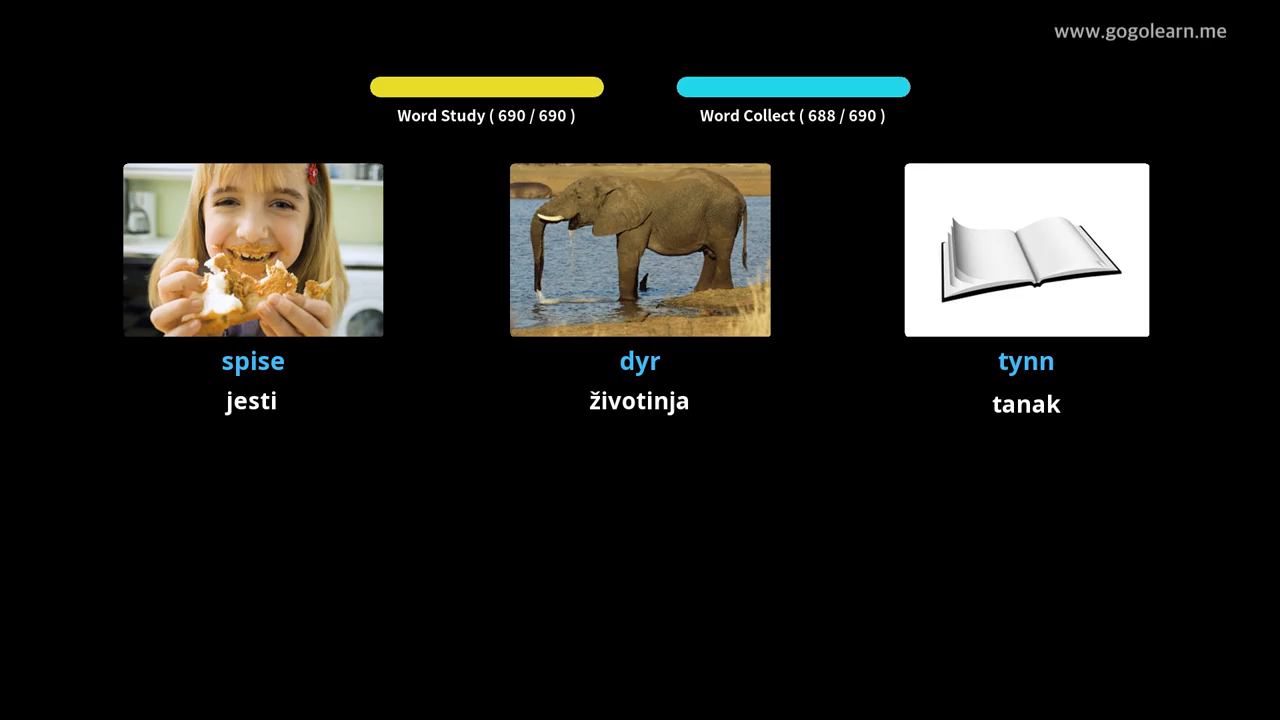 www.gogolearn.me
Word Study ( 690 / 690 )
Word Collect ( 688 / 690 )
spise
jesti
dyr
životinja
tynn
tanak